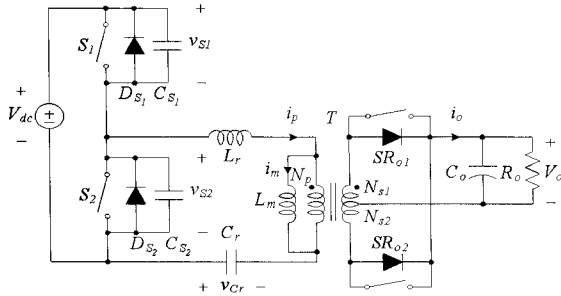 +
S1
vS1
−
DS1 CS1
+
Vdc
−
ip
T
io
Lr
SRo1
+
S2
vS2
−
DS2 CS2
im
Np
Lm
Ns1
Ns2
Co
Ro
+
Vo
−
Cr
SRo2
+ vCr −